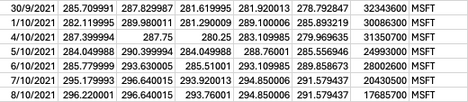 30/9/2021 285.709991 287.829987 281.619995 281.920013 278.792847 32343600 MSFT
1/10/2021 282.119995 289.980011 281.290009 289.100006 285.893219 30086300 MSFT
4/10/2021 287.399994 287.75 280.25 283.109985 279.969635 31350700 MSFT
5/10/2021 284.049988 290.399994 284.049988 288.76001 285.556946 24993000 MSFT
6/10/2021 285.779999 293.630005 285.51001 293.109985 289.858673 28002600 MSFT
7/10/2021 295.179993 296.640015 293.920013 294.850006 291.579437 20430500 MSFT
8/10/2021 296.220001 296.640015 293.76001 294.850006 291.579437 17685700 MSFT